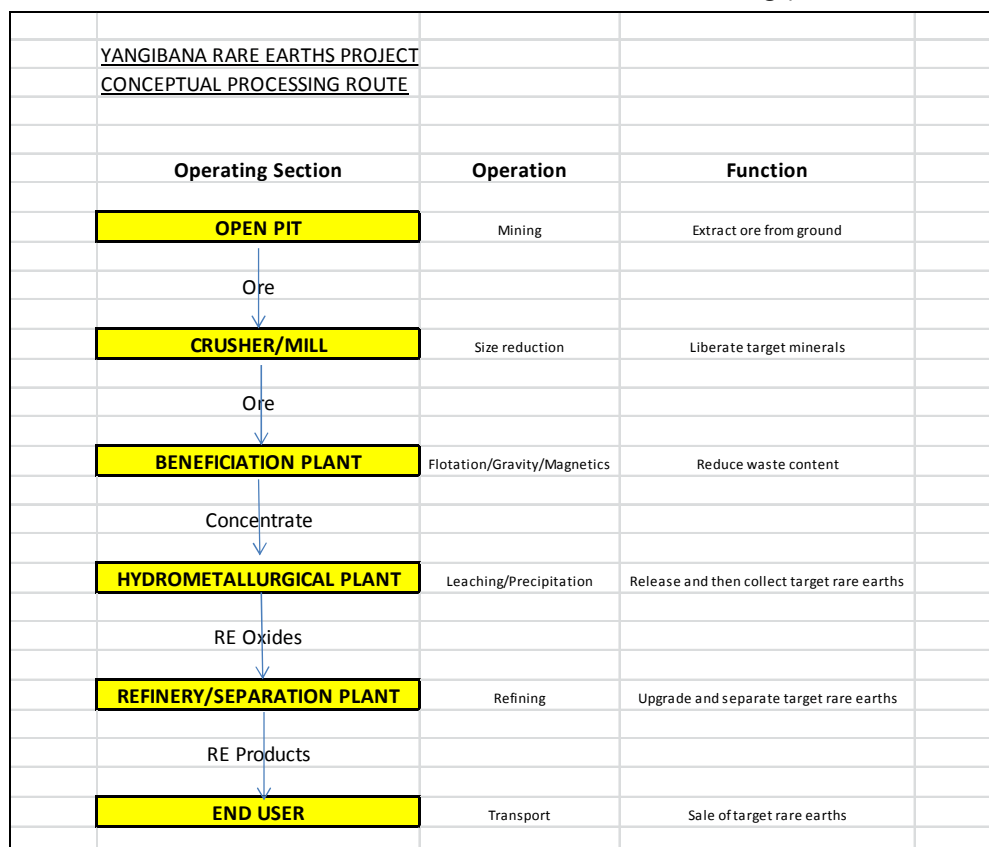 YANGIBANA RARE EARTHS PROJECT
CONCEPTUAL PROCESSING ROUTE
Operating Section Operation Function
OPEN PIT Mining Extract ore from ground
Ore
CRUSHER/MILL Size reduction Liberate target minerals
Ore
BENEFICIATION PLANT Flotation/Gravity/Magnetics Reduce waste content
Concentrate
HYDROMETALLURGICAL PLANT Leaching/Precipitation Release and then collect target rare earths
RE Oxides
REFINERY/SEPARATION PLANT Refining Upgrade and separate target rare earths
RE Products
END USER Transport Sale of target rare earths